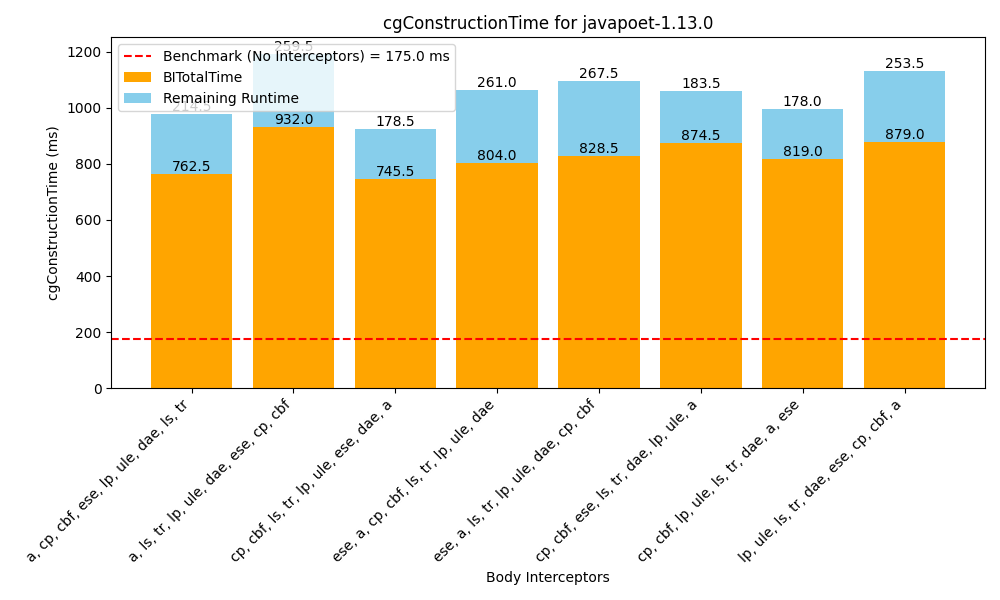 cgConstructionTime for javapoet-1.13.0
Benchmark (No Interceptors) = 175.0 ms
BITotalTime
Remaining Runtime
cgConstructionTime (ms)
1200
1000
800
600
400
200
0
214.5
259.5
178.5
261.0
267.5
183.5
178.0
253.5
762.5
932.0
745.5
804.0
828.5
874.5
819.0
879.0
a, cp, cbf, ese, lp, ule, dae, ls, tr
a, ls, tr, lp, ule, dae, ese, cp, cbf
cp, cbf, ls, tr, lp, ule, ese, dae, a
ese, a, cp, cbf, ls, tr, lp, ule, dae
ese, a, ls, tr, lp, ule, dae, cp, cbf
cp, cbf, ese, ls, tr, dae, lp, ule, a
cp, cbf, lp, ule, ls, tr, dae, a, ese
lp, ule, ls, tr, dae, ese, cp, cbf, a
Body Interceptors